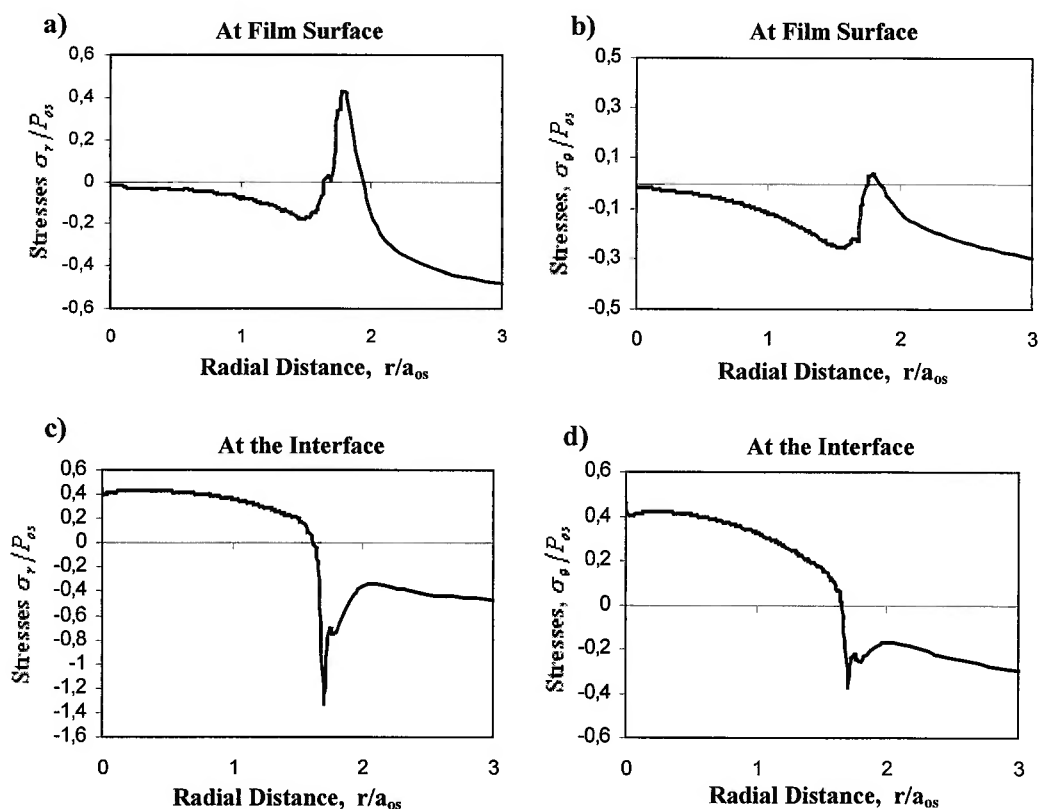 a)
At Film Surface
Stresses σr/Pos
0,6
0,4
0,2
0
-0,2
-0,4
-0,6
0 1 2 3
Radial Distance, r/aos
b)
At Film Surface
Stresses, σθ/Pos
0,5
0,3
0,1
-0,1
-0,3
-0,5
0 1 2 3
Radial Distance, r/aos
c)
At the Interface
Stresses σr/Pos
0,6
0,4
0,2
0
-0,4
-0,6
-0,8
-1
-1,2
-1,4
-1,6
0 1 2 3
Radial Distance, r/aos
d)
At the Interface
Stresses, σθ/Pos
0,6
0,4
0,2
0
-0,2
-0,4
-0,6
0 1 2 3
Radial Distance, r/aos